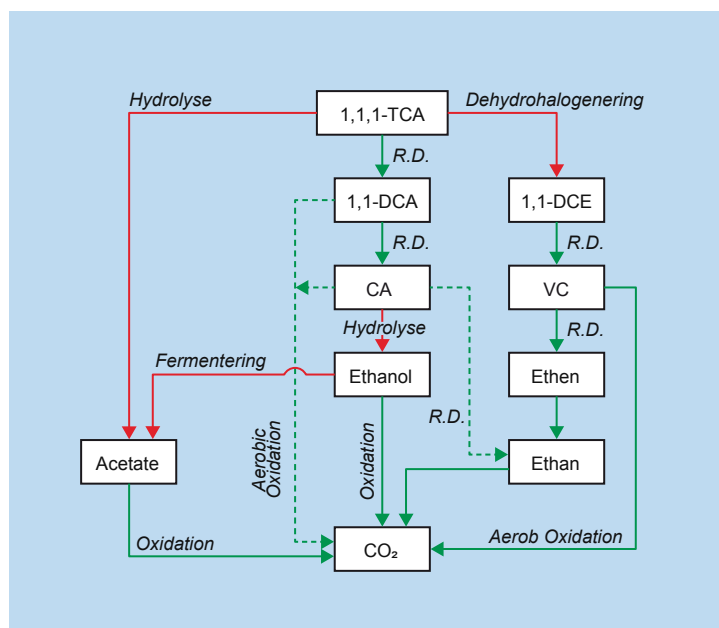 Hydrolyse
1,1,1-TCA
Dehydrohalogenering
R.D.
1,1-DCA
1,1-DCE
R.D.
R.D.
CA
VC
Hydrolyse
R.D.
Fermentering
Ethanol
Ethen
R.D.
Acetate
Aerobic
Oxidation
Oxidation
Ethan
Oxidation
CO₂
Aerob Oxidation